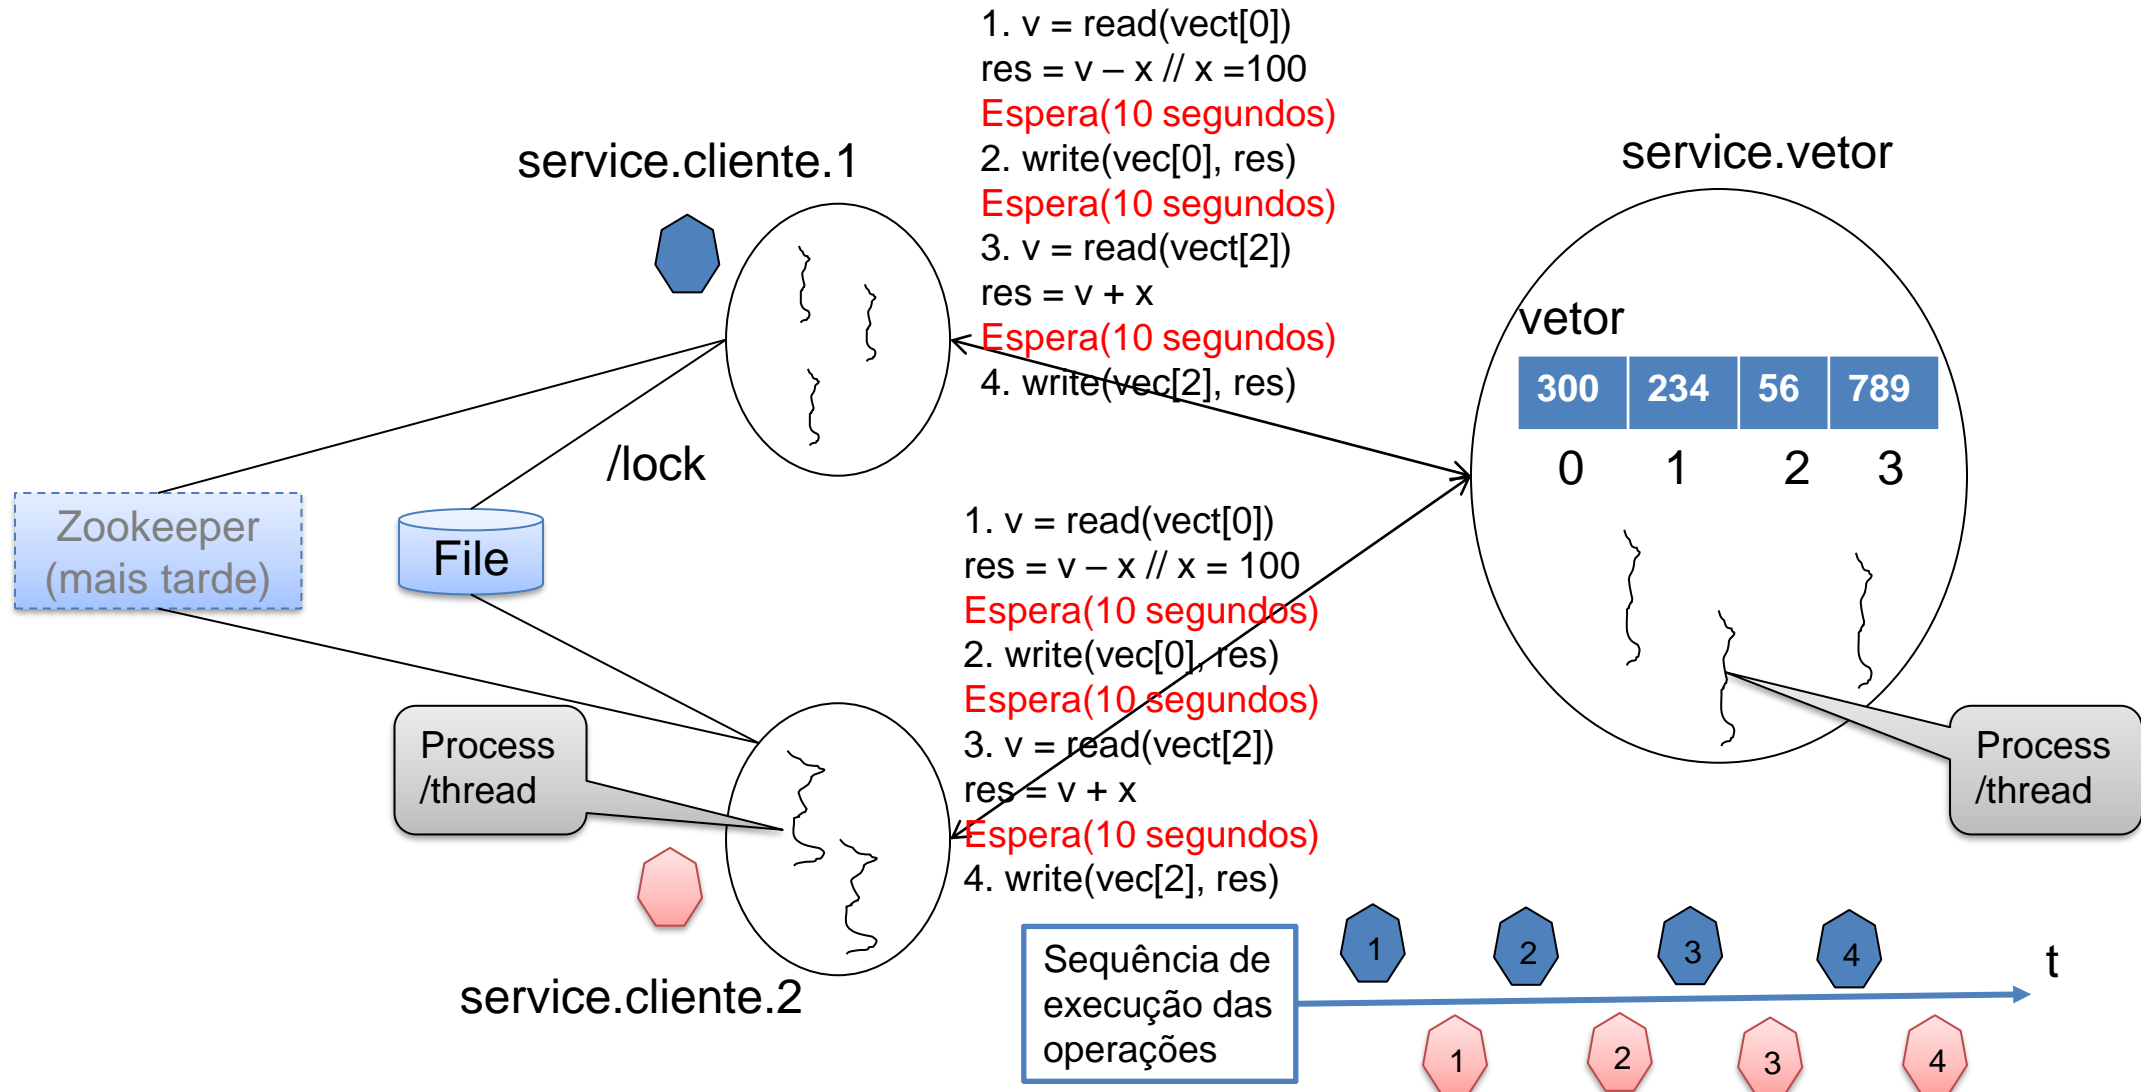 1. v = read(vect[0])
res = v – x // x =100
Espera(10 segundos)
2. write(vec[0], res)
Espera(10 segundos)
3. v = read(vect[2])
res = v + x
Espera(10 segundos)
4. write(vec[2], res)
service.cliente.1
service.vetor
vetor
300 234 56 789
0 1 2 3
/lock
Zookeeper
(mais tarde)
File
1. v = read(vect[0])
res = v – x // x = 100
Espera(10 segundos)
2. write(vec[0], res)
Espera(10 segundos)
3. v = read(vect[2])
res = v + x
Espera(10 segundos)
4. write(vec[2], res)
Process
/thread
Process
/thread
service.cliente.2
Sequência de
execução das
operações
1 2 3 4
t
1 2 3 4